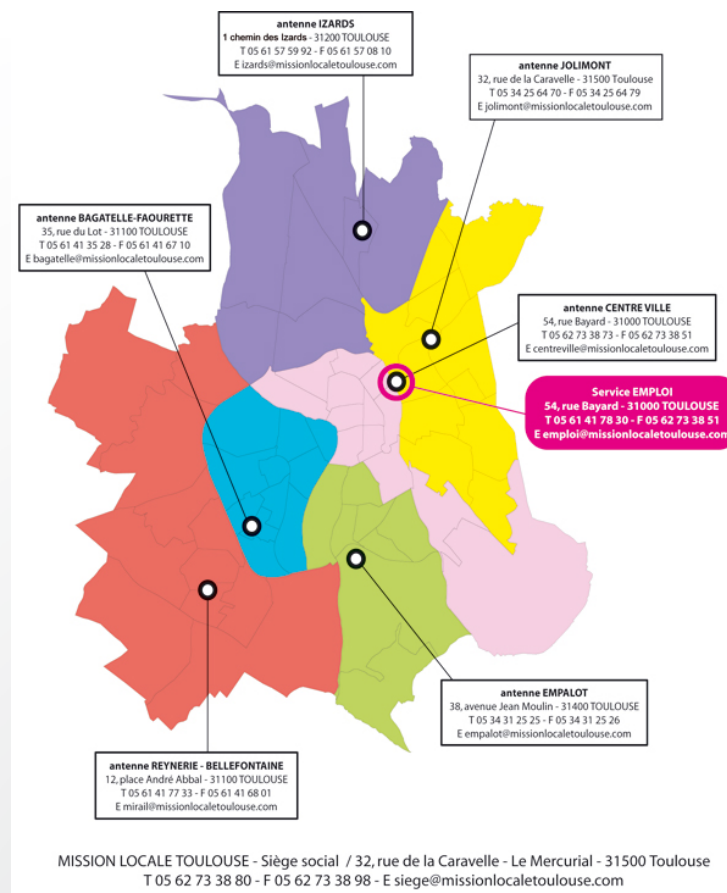 antenne IZARDS
1 chemin des Izards - 31200 TOULOUSE
T 05 61 57 59 92 - F 05 61 57 08 10
E izards@missionlocaletoulouse.com
antenne JOLIMONT
32, rue de la Caravelle - 31500 Toulouse
T 05 34 25 64 70 - F 05 34 25 64 79
E jolimont@missionlocaletoulouse.com
antenne BAGATELLE-FAOURETTE
35, rue du Lot - 31100 TOULOUSE
T 05 61 41 35 28 - F 05 61 41 67 10
E bagatelle@missionlocaletoulouse.com
antenne CENTRE VILLE
54, rue Bayard - 31000 TOULOUSE
T 05 62 73 38 73 - F 05 62 73 38 51
E centreville@missionlocaletoulouse.com
Service EMPLOI
54, rue Bayard - 31000 TOULOUSE
T 05 61 41 78 30 - F 05 62 73 38 51
E emploi@missionlocaletoulouse.com
antenne EMPALOT
38, avenue Jean Moulin - 31400 TOULOUSE
T 05 34 31 25 25 - F 05 34 31 25 26
E empalot@missionlocaletoulouse.com
antenne REYNERIE - BELLEFONTAINE
12, place André Abbal - 31100 TOULOUSE
T 05 61 41 77 33 - F 05 61 41 68 01
E mirail@missionlocaletoulouse.com
MISSION LOCALE TOULOUSE - Siège social / 32, rue de la Caravelle - Le Mercurial - 31500 Toulouse
T 05 62 73 38 80 - F 05 62 73 38 98 - E siege@missionlocaletoulouse.com